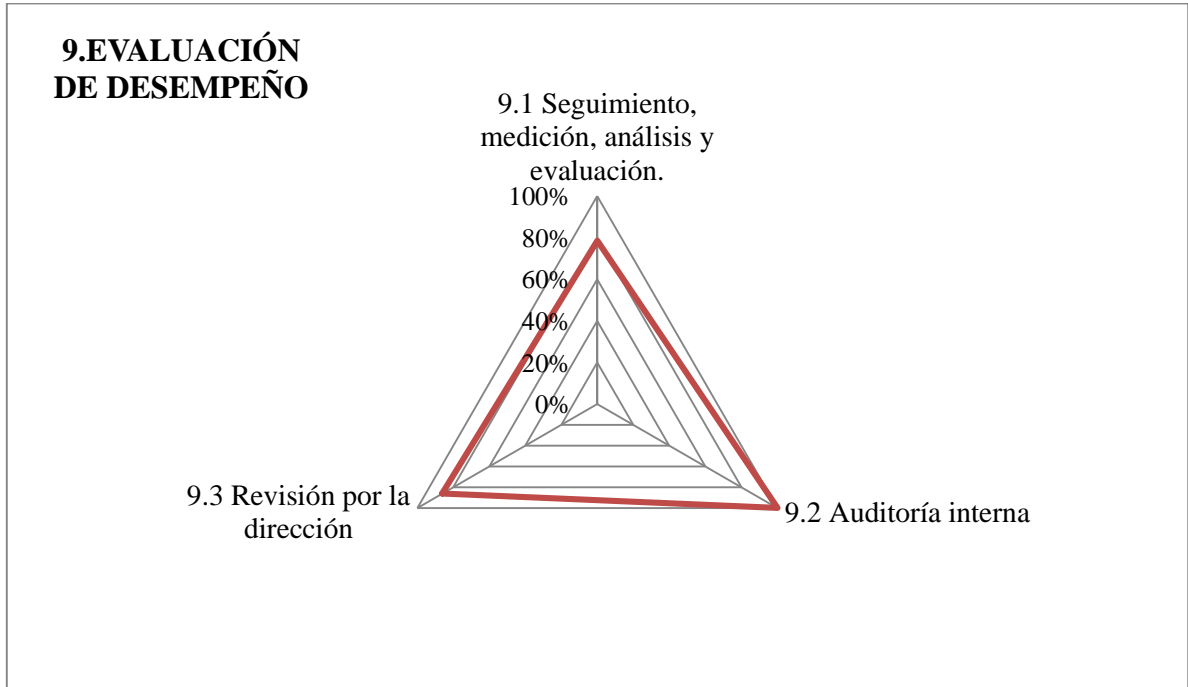 9.EVALUACIÓN
DE DESEMPEÑO
9.1 Seguimiento,
medición, análisis y
evaluación.
100%
80%
60%
40%
20%
0%
9.3 Revisión por la
dirección
9.2 Auditoría interna